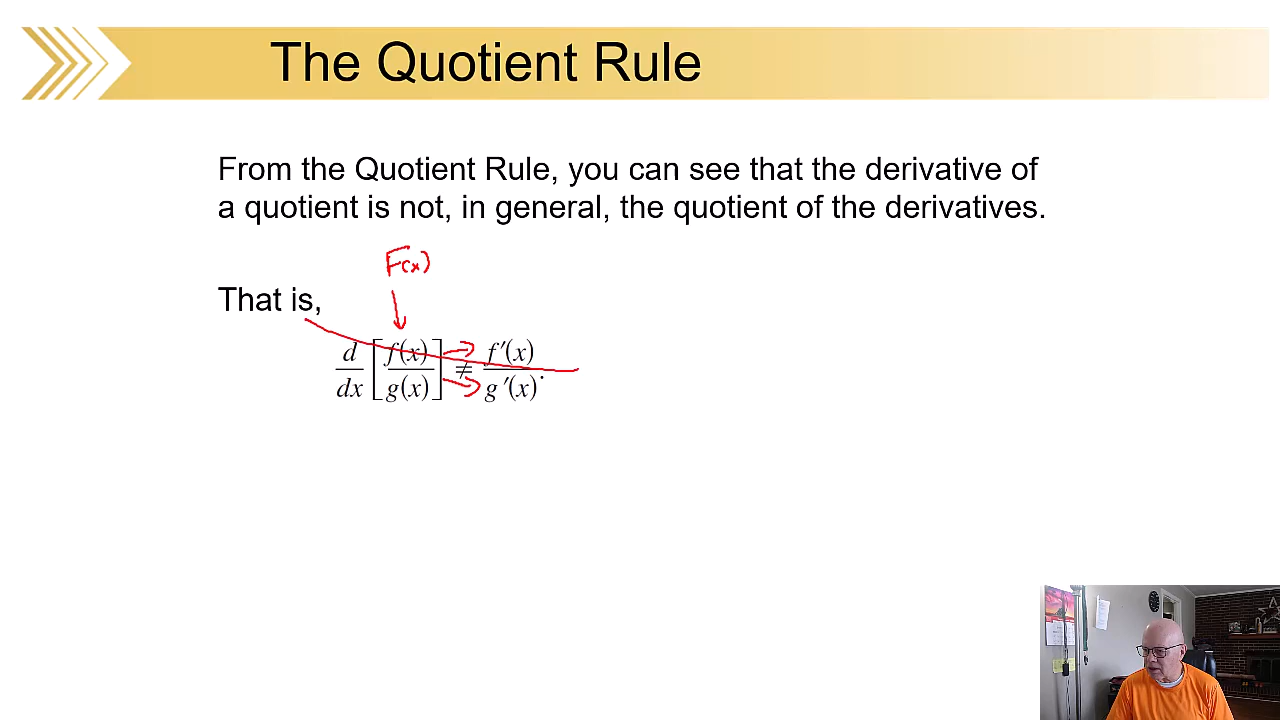 The Quotient Rule
From the Quotient Rule, you can see that the derivative of
a quotient is not, in general, the quotient of the derivatives.
F(x)
That is,
d/dx [f(x)/g(x)] ≠ f′(x)/g′(x).